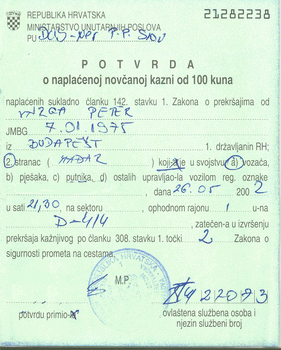 REPUBLIKA HRVATSKA 21282238
MINISTARSTVO UNUTARNJIH POSLOVA
PU
POTVRDA
o naplaćenoj novčanoj kazni od 100 kuna
naplaćenih sukladno članku 142. stavku 1. Zakona o prekršajima od
VARGA PETER
JMBG 7.01.1975
iz BUDAPEŠT 1. državljanin RH;
2. stranac (MAĐAR) koji-a je u svojstvu a) vozača,
b) pješaka, c) putnika, d) ostalih upravljao-la vozilom reg. oznake
, dana 26.05 2002
u sati 21,30 na sektoru , ophodnom rajonu 1 u-na
D-4/4 , zatečen-a u izvršenju
prekršaja kažnjivog po članku 308. stavku 1. točki 2 Zakona o
sigurnosti prometa na cestama.
M.P.
potvrdu primio-la ovlaštena službena osoba i
njezin službeni broj